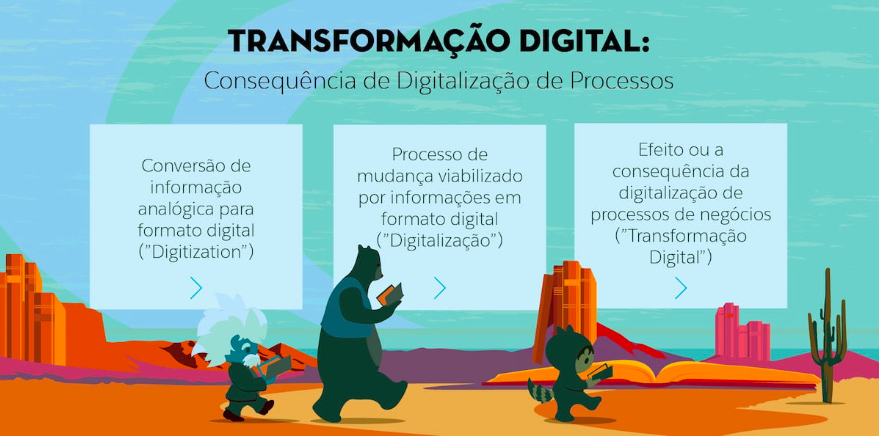 TRANSFORMAÇÃO DIGITAL:
Consequência de Digitalização de Processos
Conversão de
informação
analógica para
formato digital
(”Digitization”)
Processo de
mudança viabilizado
por informações em
formato digital
(”Digitalização”)
Efeito ou a
consequência da
digitalização de
processos de negócios
(”Transformação
Digital”)